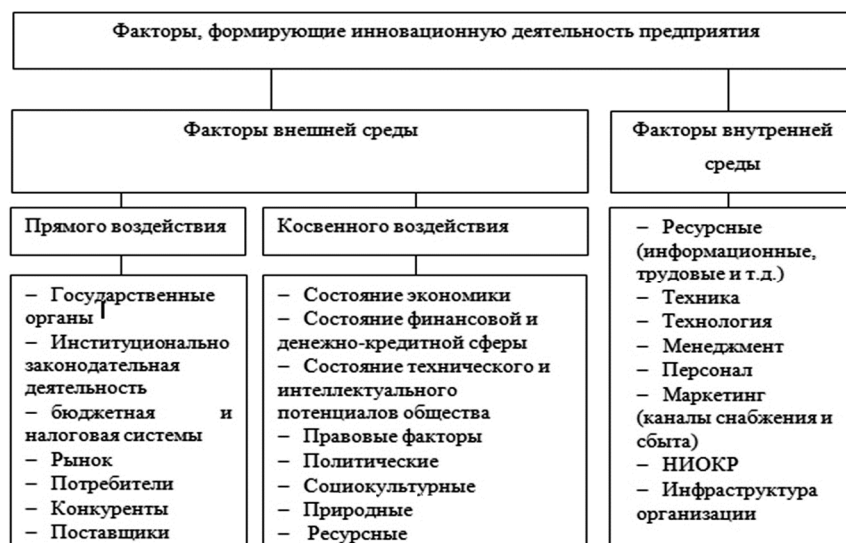 Факторы, формирующие инновационную деятельность предприятия
Факторы внешней среды
Факторы внутренней
среды
Прямого воздействия
Косвенного воздействия
– Государственные
органы
– Институционально
законодательная
деятельность
– бюджетная и
налоговая системы
– Рынок
– Потребители
– Конкуренты
– Поставщики
– Состояние экономики
– Состояние финансовой и
денежно-кредитной сферы
– Состояние технического и
интеллектуального
потенциалов общества
– Правовые факторы
– Политические
– Социокультурные
– Природные
– Ресурсные
– Ресурсные
(информационные,
трудовые и т.д.)
– Техника
– Технология
– Менеджмент
– Персонал
– Маркетинг
(каналы снабжения и
сбыта)
– НИОКР
– Инфраструктура
организации